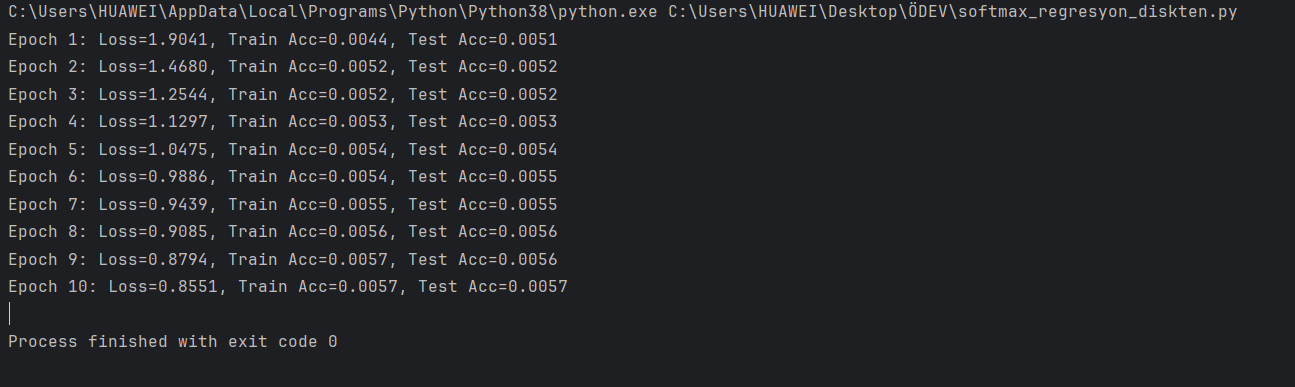 C:\Users\HUAWEI\AppData\Local\Programs\Python\Python38\python.exe C:\Users\HUAWEI\Desktop\ÖDEV\softmax_regresyon_diskten.py
Epoch 1: Loss=1.9041, Train Acc=0.0044, Test Acc=0.0051
Epoch 2: Loss=1.4680, Train Acc=0.0052, Test Acc=0.0052
Epoch 3: Loss=1.2544, Train Acc=0.0052, Test Acc=0.0052
Epoch 4: Loss=1.1297, Train Acc=0.0053, Test Acc=0.0053
Epoch 5: Loss=1.0475, Train Acc=0.0054, Test Acc=0.0054
Epoch 6: Loss=0.9886, Train Acc=0.0054, Test Acc=0.0055
Epoch 7: Loss=0.9439, Train Acc=0.0055, Test Acc=0.0055
Epoch 8: Loss=0.9085, Train Acc=0.0056, Test Acc=0.0056
Epoch 9: Loss=0.8794, Train Acc=0.0057, Test Acc=0.0056
Epoch 10: Loss=0.8551, Train Acc=0.0057, Test Acc=0.0057
Process finished with exit code 0